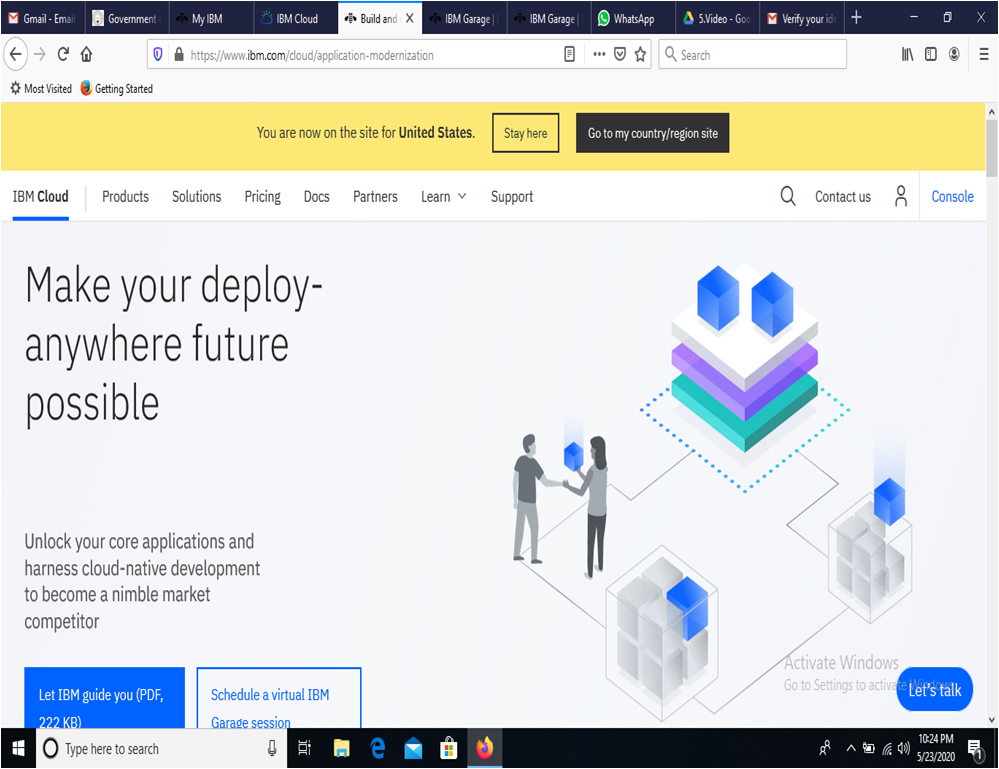 Gmail - Email
Government
My IBM
IBM Cloud
Build and
IBM Garage |
IBM Garage |
WhatsApp
5.Video - Goo
Verify your ide
https://www.ibm.com/cloud/application-modernization
Search
Most Visited
Getting Started
You are now on the site for United States.
Stay here
Go to my country/region site
IBM Cloud
Products
Solutions
Pricing
Docs
Partners
Learn
Support
Contact us
Console
Make your deploy-
anywhere future
possible
Unlock your core applications and
harness cloud-native development
to become a nimble market
competitor
Let IBM guide you (PDF,
222 KB)
Schedule a virtual IBM
Garage session
Activate Windows
Go to Settings to activate Windows.
Let's talk
Type here to search
10:24 PM
5/23/2020
1